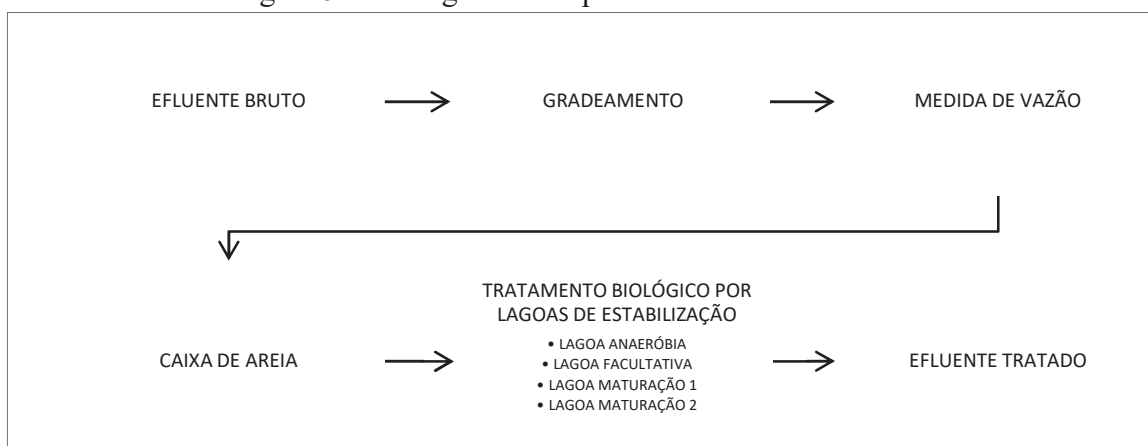 EFLUENTE BRUTO
GRADEAMENTO
MEDIDA DE VAZÃO
TRATAMENTO BIOLÓGICO POR
LAGOAS DE ESTABILIZAÇÃO
• LAGOA ANAERÓBIA
• LAGOA FACULTATIVA
• LAGOA MATURAÇÃO 1
• LAGOA MATURAÇÃO 2
CAIXA DE AREIA
EFLUENTE TRATADO